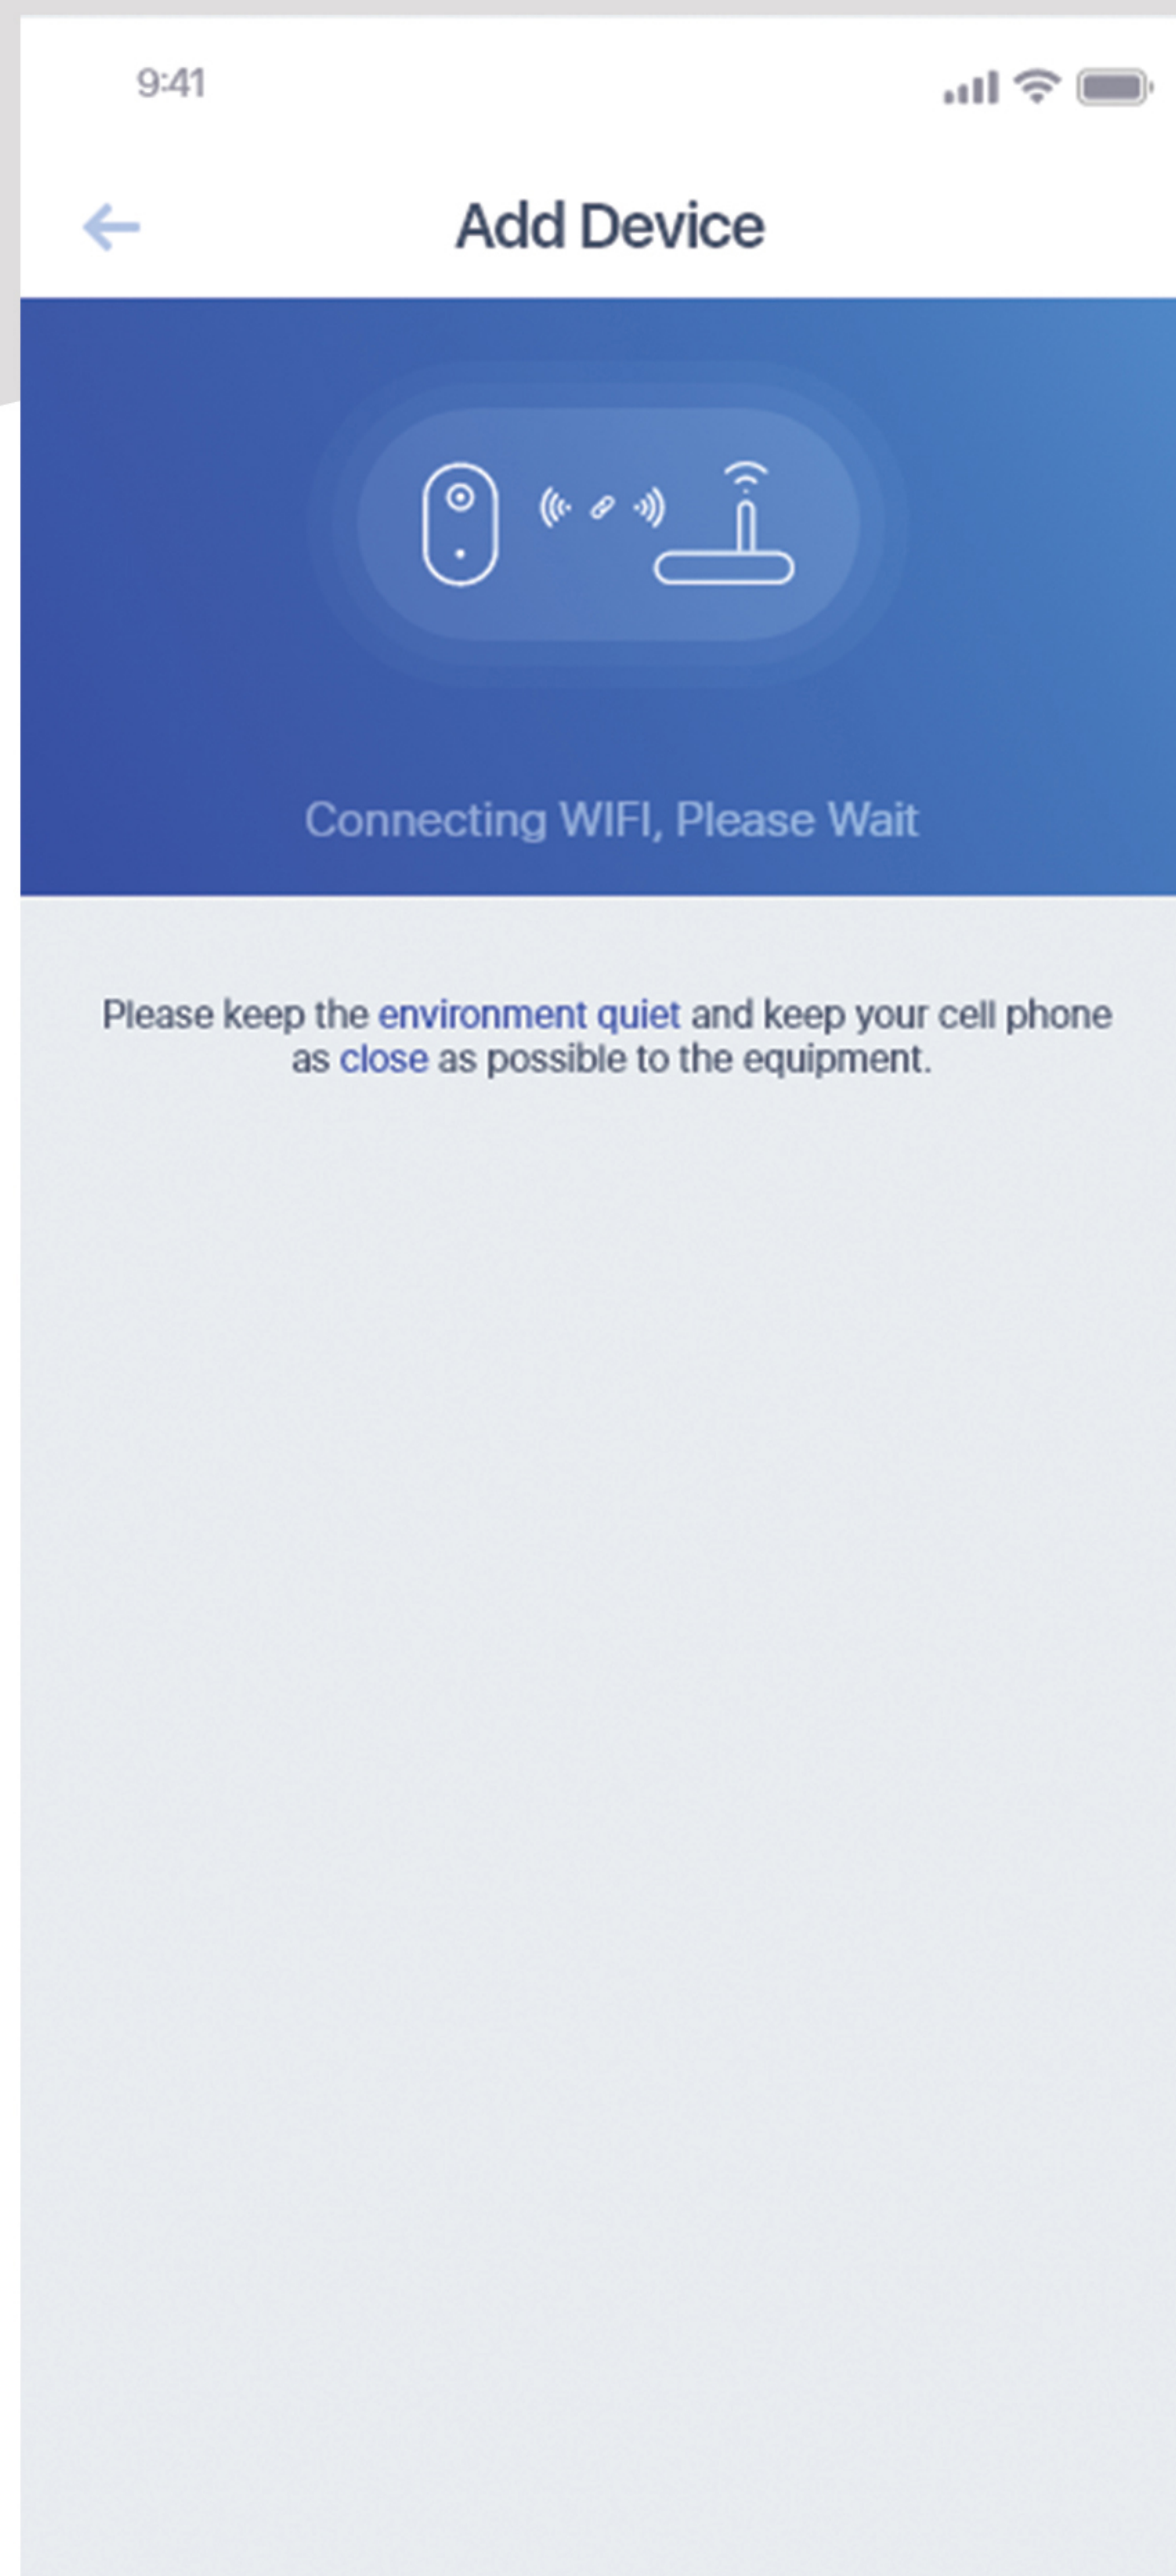 9:41
Add Device
Connecting WIFI, Please Wait
Please keep the environment quiet and keep your cell phone
as close as possible to the equipment.